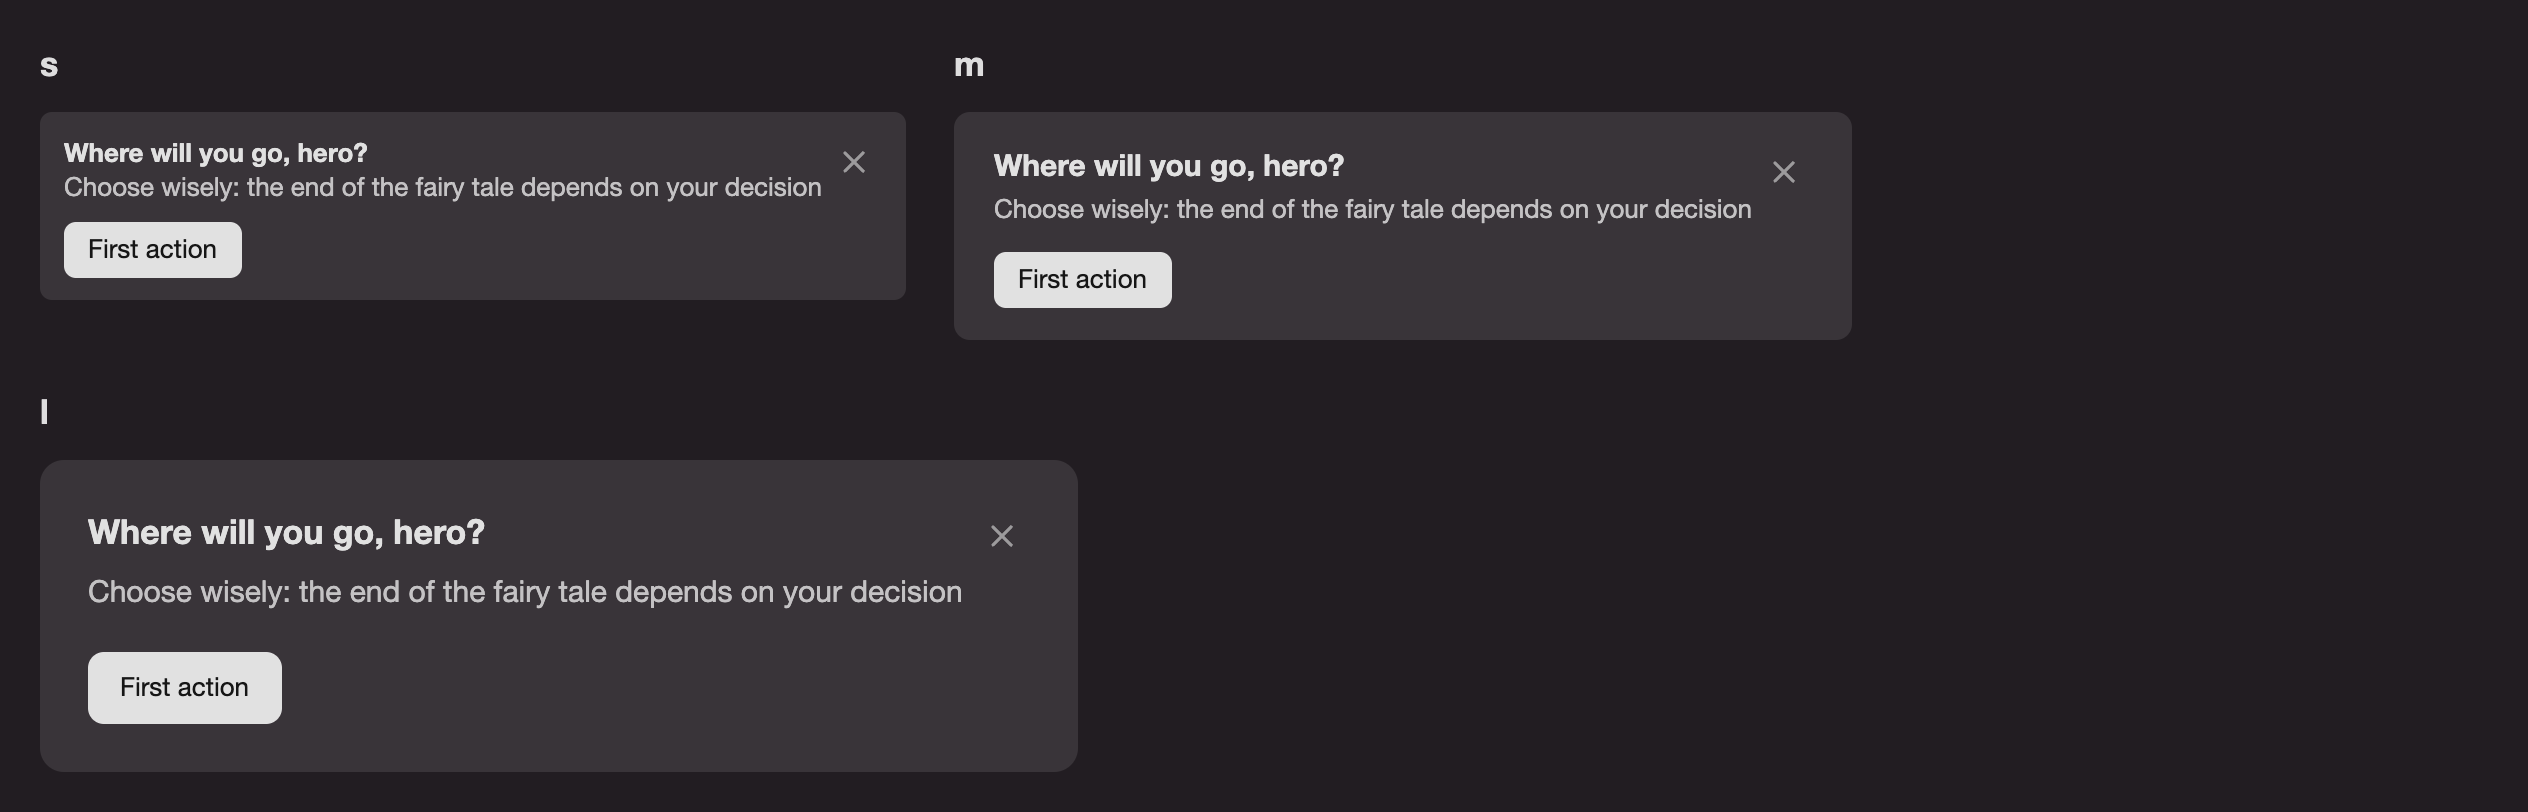 s
Where will you go, hero?
Choose wisely: the end of the fairy tale depends on your decision
First action
m
Where will you go, hero?
Choose wisely: the end of the fairy tale depends on your decision
First action
l
Where will you go, hero?
Choose wisely: the end of the fairy tale depends on your decision
First action